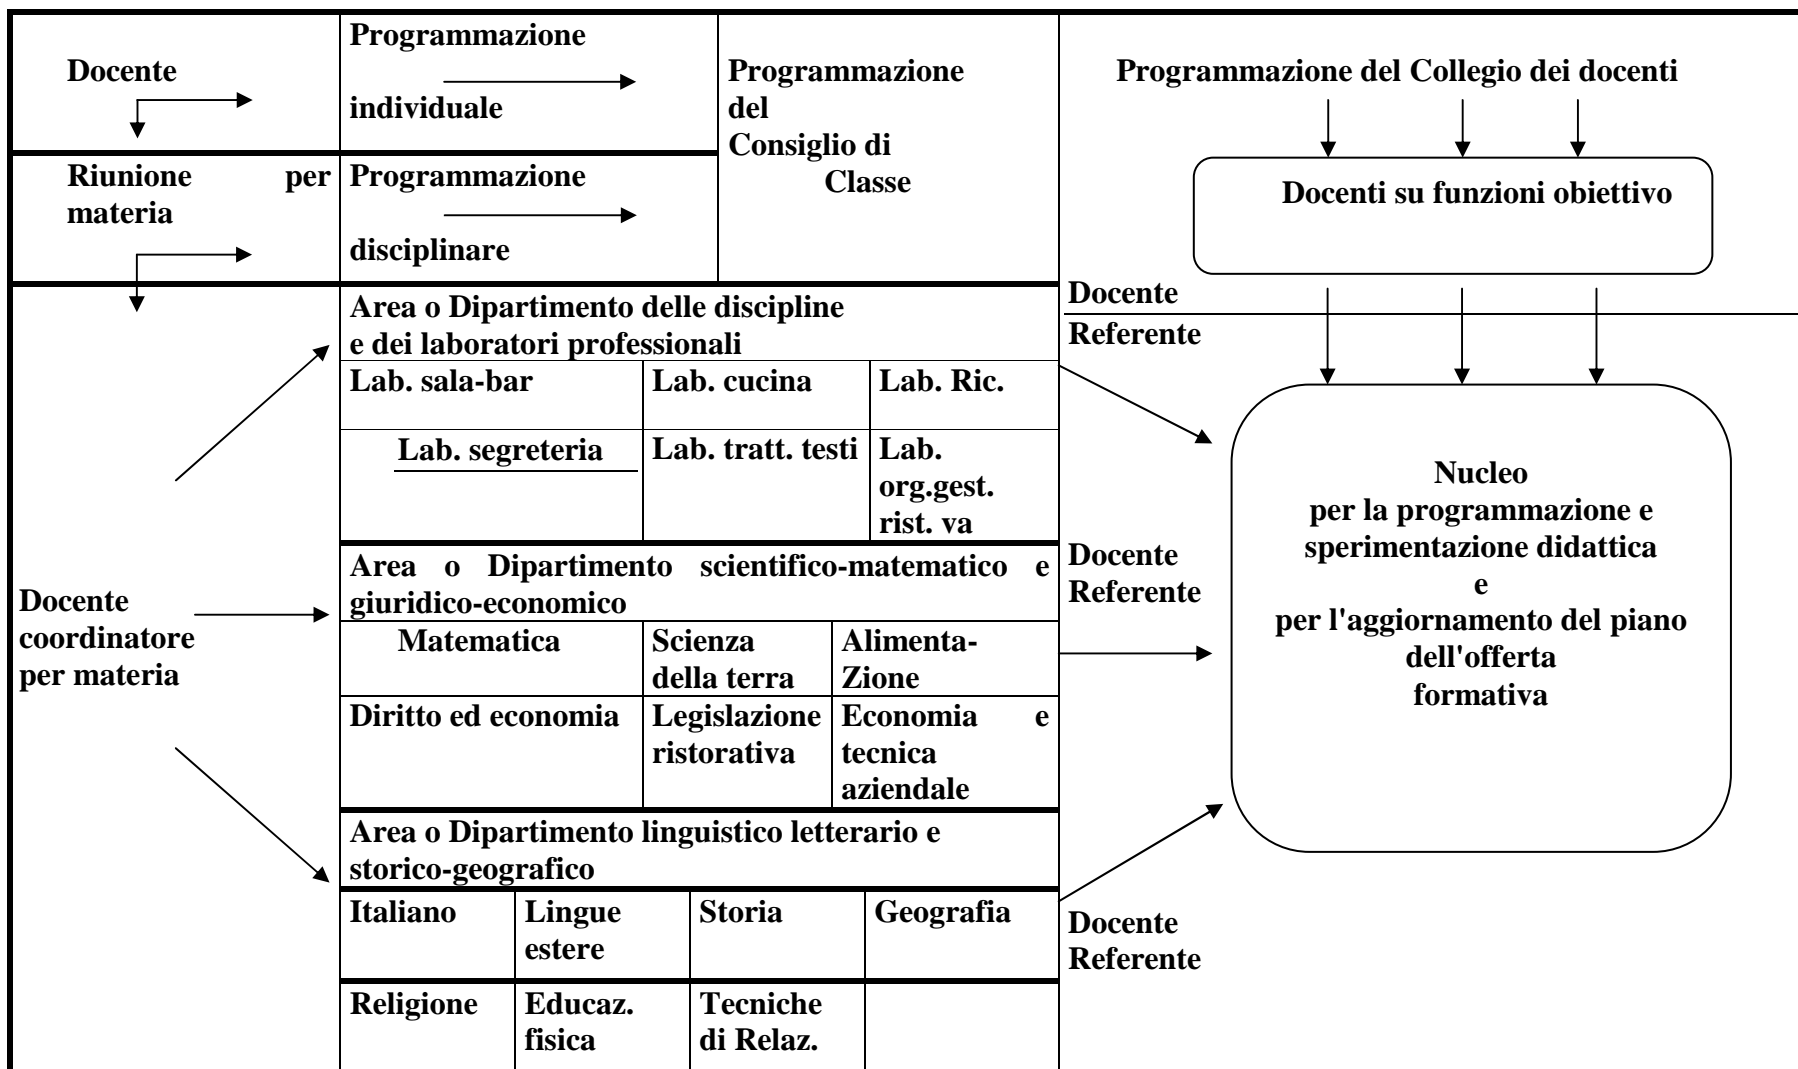 Docente
Programmazione
individuale
Programmazione
del
Consiglio di
Classe
Programmazione del Collegio dei docenti
Riunione per
materia
Programmazione
disciplinare
Docenti su funzioni obiettivo
Docente
Referente
Area o Dipartimento delle discipline
e dei laboratori professionali
Lab. sala-bar
Lab. cucina
Lab. Ric.
Lab. segreteria
Lab. tratt. testi
Lab.
org.gest.
rist. va
Docente
coordinatore
per materia
Area o Dipartimento scientifico-matematico e
giuridico-economico
Matematica
Scienza
della terra
Alimenta-
Zione
Diritto ed economia
Legislazione
ristorativa
Economia e
tecnica
aziendale
Docente
Referente
Nucleo
per la programmazione e
sperimentazione didattica
e
per l'aggiornamento del piano
dell'offerta
formativa
Area o Dipartimento linguistico letterario e
storico-geografico
Italiano
Lingue
estere
Storia
Geografia
Religione
Educaz.
fisica
Tecniche
di Relaz.
Docente
Referente